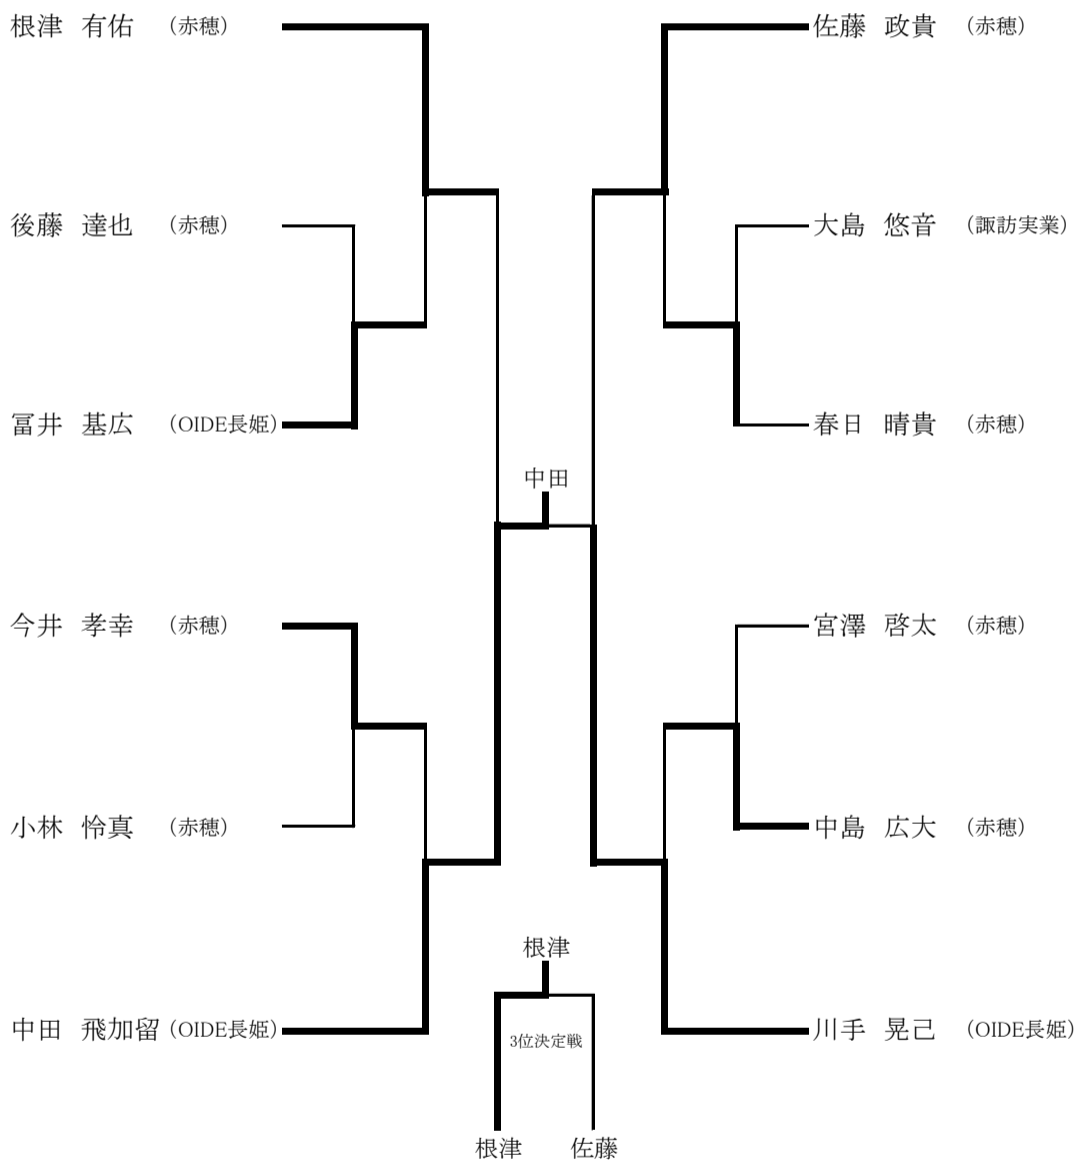 根津 有佑 （赤穂）
後藤 達也 （赤穂）
冨井 基広 （OIDE長姫）
今井 孝幸 （赤穂）
小林 怜真 （赤穂）
中田 飛加留 （OIDE長姫）
中田
根津
3位決定戦
根津 佐藤
佐藤 政貴 （赤穂）
大島 悠音 （諏訪実業）
春日 晴貴 （赤穂）
宮澤 啓太 （赤穂）
中島 広大 （赤穂）
川手 晃己 （OIDE長姫）